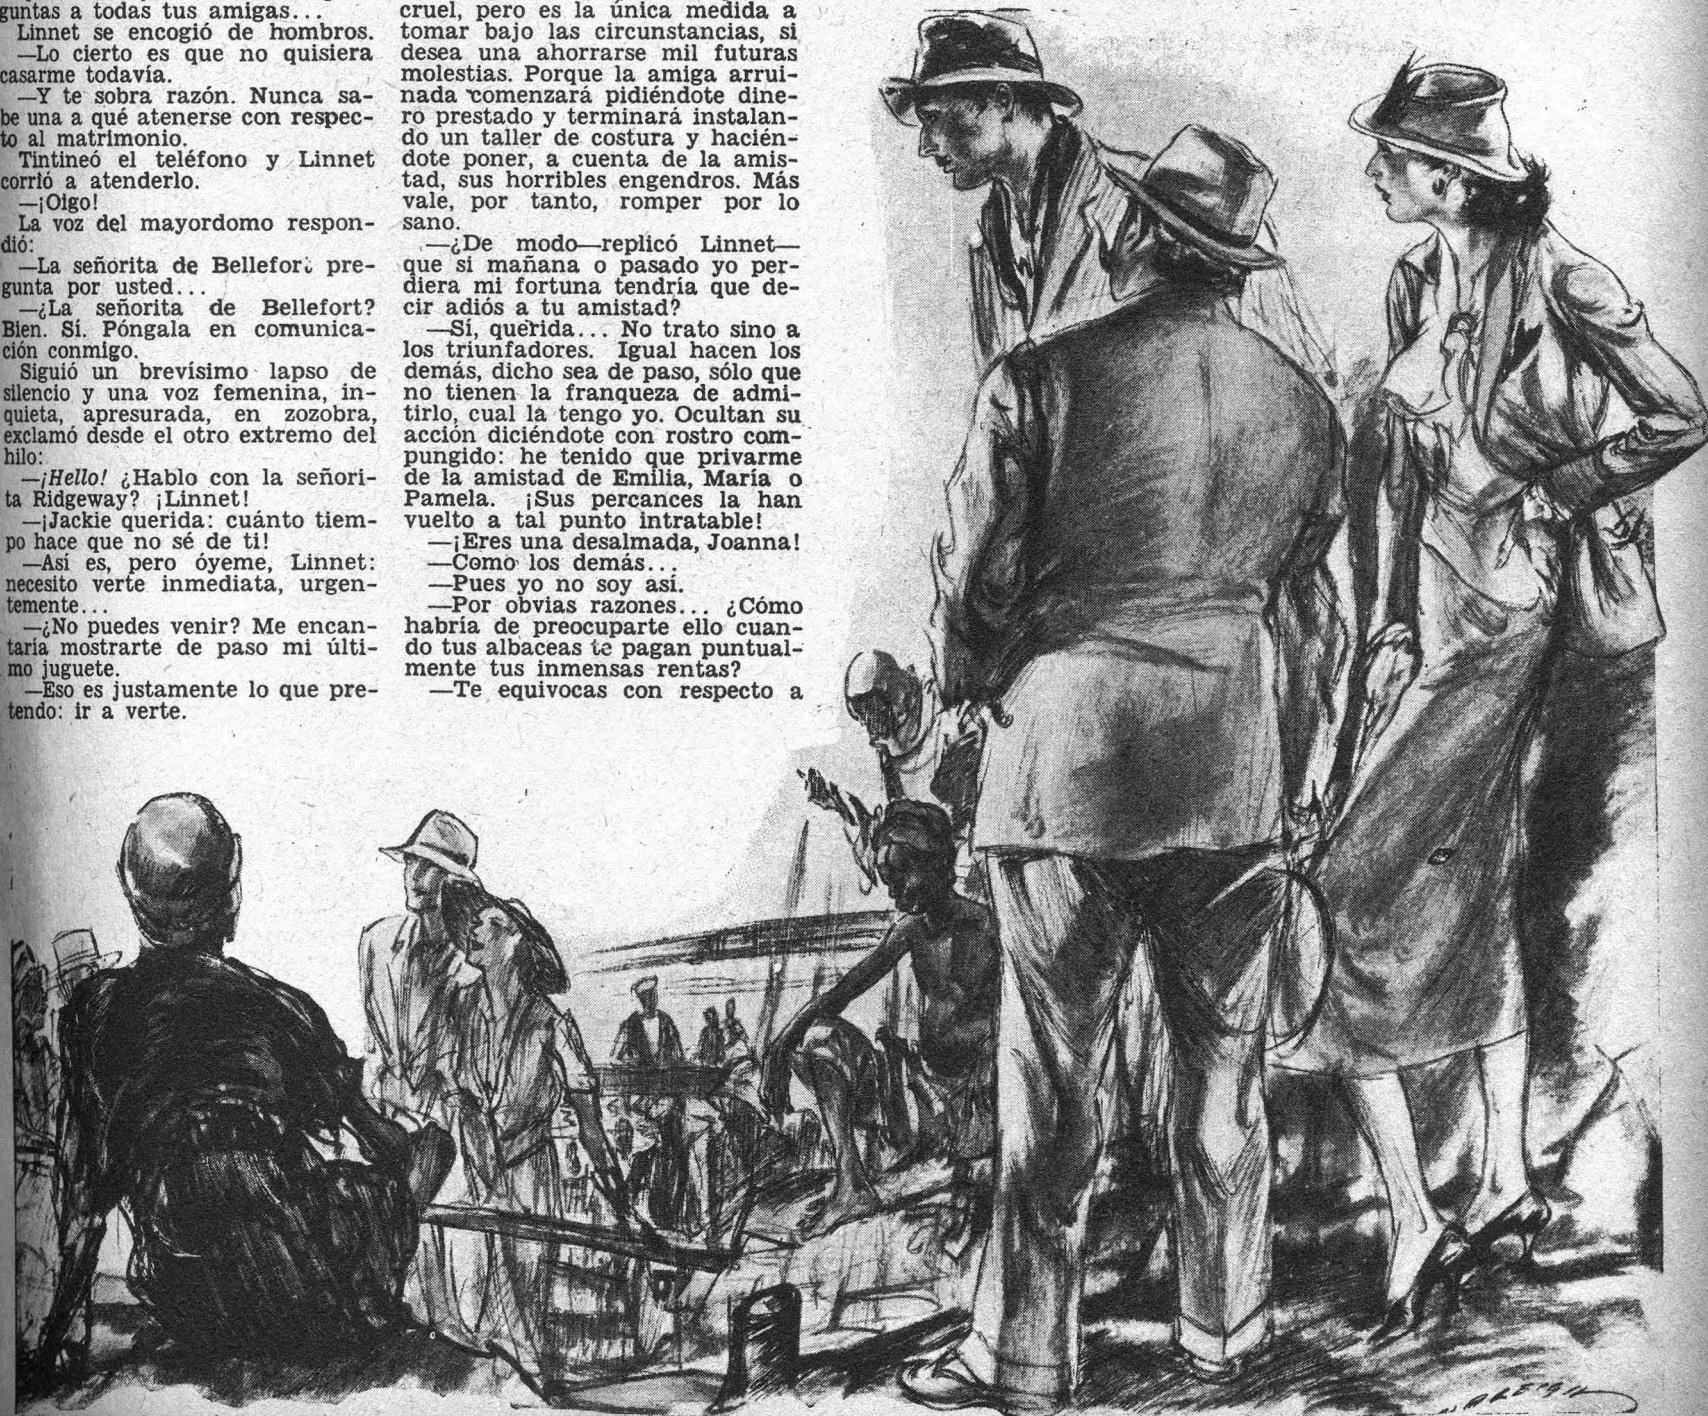 guntas a todas tus amigas...
Linnet se encogió de hombros.
—Lo cierto es que no quisiera
casarme todavía.
—Y te sobra razón. Nunca sa-
be una a qué atenerse con respec-
to al matrimonio.
Tintineó el teléfono y Linnet
corrió a atenderlo.
—¡Oigo!
La voz del mayordomo respon-
dió:
—La señorita de Bellefort pre-
gunta por usted...
—¿La señorita de Bellefort?
Bien. Sí. Póngala en comunica-
ción conmigo.
Siguió un brevísimo lapso de
silencio y una voz femenina, in-
quieta, apresurada, en zozobra,
exclamó desde el otro extremo del
hilo:
—¡Hello! ¿Hablo con la señori-
ta Ridgeway? ¡Linnet!
—¡Jackie querida: cuánto tiem-
po hace que no sé de ti!
—Así es, pero óyeme, Linnet:
necesito verte inmediata, urgen-
temente...
—¿No puedes venir? Me encan-
taría mostrarte de paso mi últi-
mo juguete.
—Eso es justamente lo que pre-
tendo: ir a verte.
cruel, pero es la única medida a
tomar bajo las circunstancias, si
desea una ahorrarse mil futuras
molestias. Porque la amiga arrui-
nada comenzará pidiéndote dine-
ro prestado y terminará instalan-
do un taller de costura y hacién-
dote poner, a cuenta de la amis-
tad, sus horribles engendros. Más
vale, por tanto, romper por lo
sano.
—¿De modo—replicó Linnet—
que si mañana o pasado yo per-
diera mi fortuna tendría que de-
cir adiós a tu amistad?
—Sí, querida... No trato sino a
los triunfadores. Igual hacen los
demás, dicho sea de paso, sólo que
no tienen la franqueza de admi-
tirlo, cual la tengo yo. Ocultan su
acción diciéndote con rostro com-
pungido: he tenido que privarme
de la amistad de Emilia, María o
Pamela. ¡Sus percances la han
vuelto a tal punto intratable!
—¡Eres una desalmada, Joanna!
—Como los demás...
—Pues yo no soy así.
—Por obvias razones... ¿Cómo
habría de preocuparte ello cuan-
do tus albaceas te pagan puntual-
mente tus inmensas rentas?
—Te equivocas con respecto a